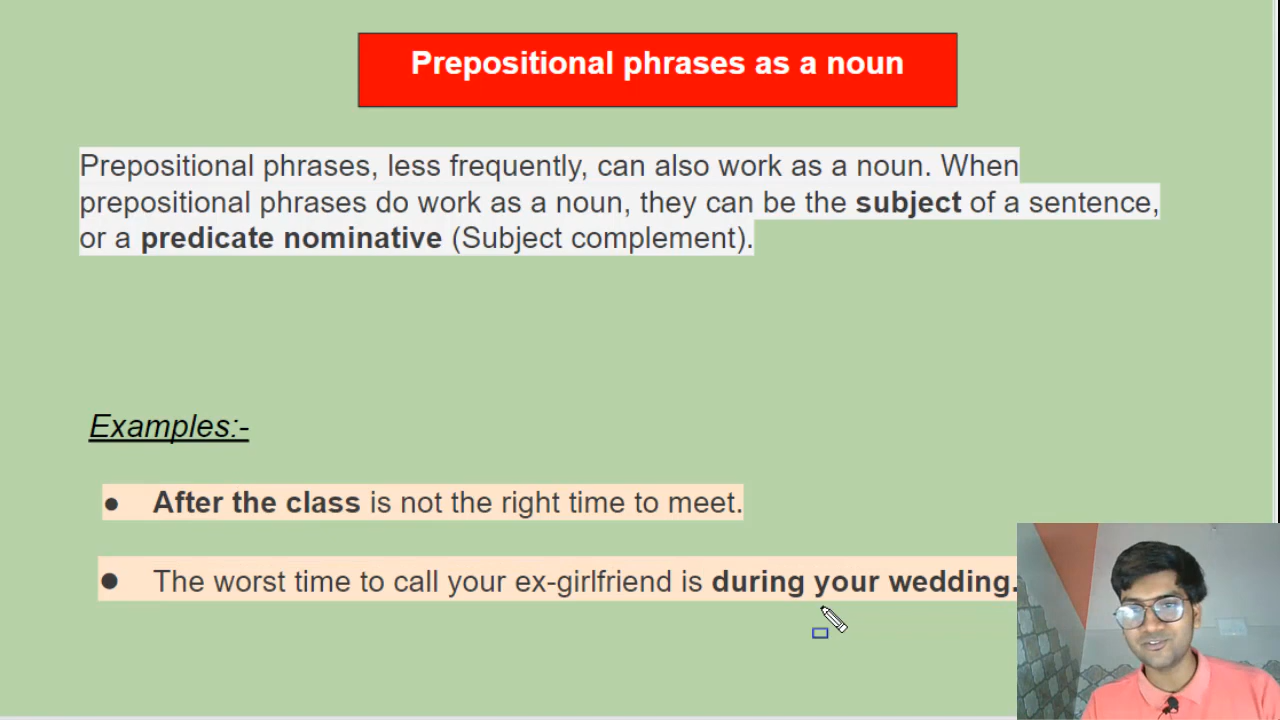 Prepositional phrases as a noun
Prepositional phrases, less frequently, can also work as a noun. When
prepositional phrases do work as a noun, they can be the subject of a sentence,
or a predicate nominative (Subject complement).
Examples:-
● After the class is not the right time to meet.
● The worst time to call your ex-girlfriend is during your wedding.